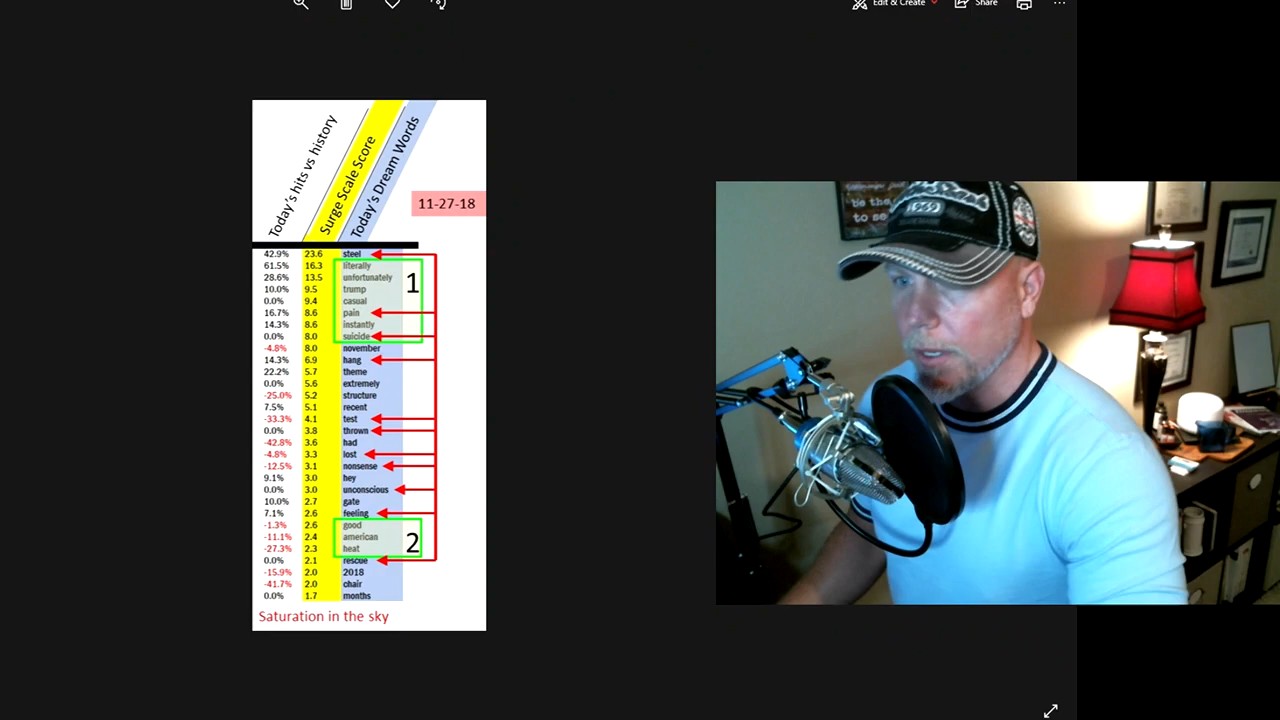 Edit & Create
Share
Today's hits vs history
Surge Scale Score
Today's Dream Words
11-27-18
42.9% 23.6 steel
61.5% 16.3 literally
28.6% 13.5 unfortunately
10.0% 9.5 trump
0.0% 9.4 casual
16.7% 8.6 pain
14.3% 8.6 instantly
0.0% 8.0 suicide
-4.8% 8.0 november
14.3% 6.9 hang
22.2% 5.7 theme
0.0% 5.6 extremely
-25.0% 5.2 structure
7.5% 5.1 recent
-33.3% 4.1 test
0.0% 3.8 thrown
-42.8% 3.6 had
-4.8% 3.3 lost
-12.5% 3.1 nonsense
9.1% 3.0 hey
0.0% 3.0 unconscious
10.0% 2.7 gate
7.1% 2.6 feeling
-1.3% 2.6 good
-11.1% 2.4 american
-27.3% 2.3 heat
0.0% 2.1 rescue
-15.9% 2.0 2018
-41.7% 2.0 chair
0.0% 1.7 months
1
2
Saturation in the sky
be the
to se